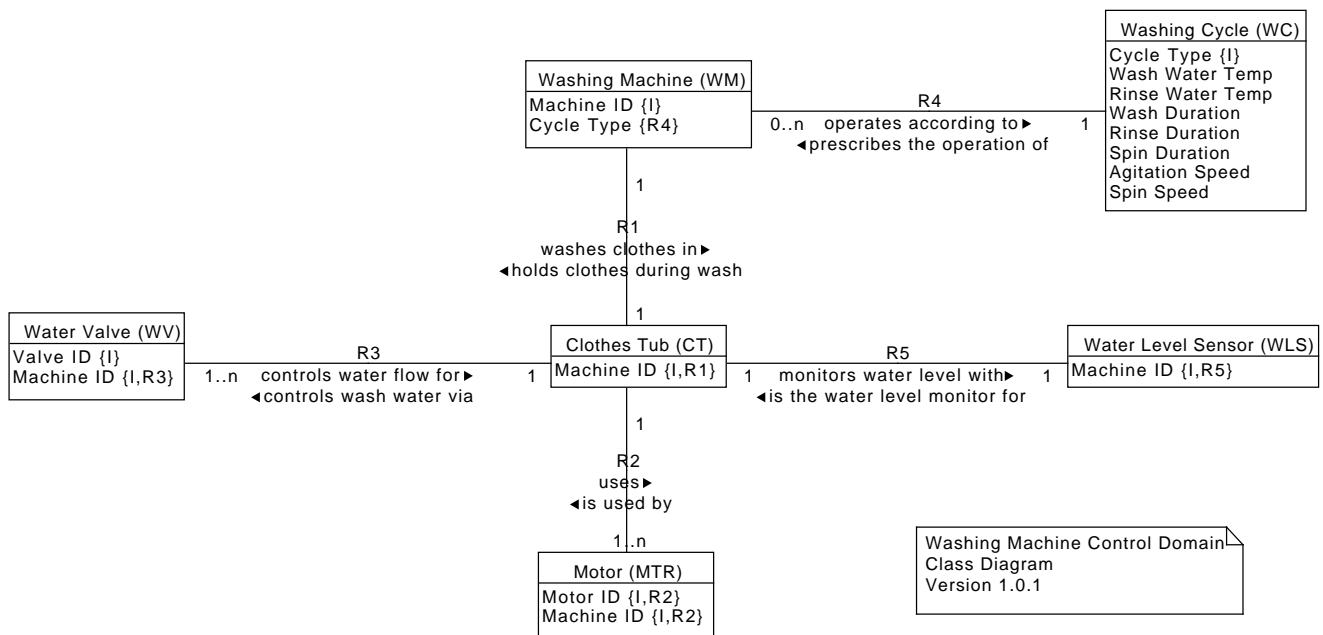 Washing Cycle (WC)
Cycle Type {I}
Wash Water Temp
Rinse Water Temp
Wash Duration
Rinse Duration
Spin Duration
Agitation Speed
Spin Speed
Washing Machine (WM)
Machine ID {I}
Cycle Type {R4}
R4
0..n operates according to► 1
◄prescribes the operation of
1
R1
washes clothes in►
◄holds clothes during wash
1
Water Valve (WV)
Valve ID {I}
Machine ID {I,R3}
R3
1..n controls water flow for► 1
◄controls wash water via
Clothes Tub (CT)
Machine ID {I,R1}
R5
1 monitors water level with► 1
◄is the water level monitor for
Water Level Sensor (WLS)
Machine ID {I,R5}
1
R2
uses►
◄is used by
1..n
Motor (MTR)
Motor ID {I,R2}
Machine ID {I,R2}
Washing Machine Control Domain
Class Diagram
Version 1.0.1